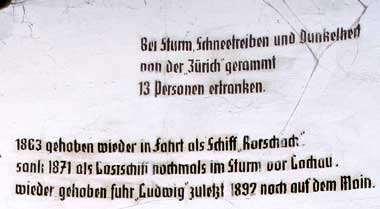 Bei Sturm, Schneetreiben und Dunkelheit
von der „Zürich" gerammt
13 Personen ertranken.
1863 gehoben wieder in Fahrt als Schiff „Rorschach"
sank 1871 als Lastschiff nochmals im Sturm vor Lochau.
wieder gehoben fuhr „Ludwig" zuletzt 1892 noch auf dem Main.